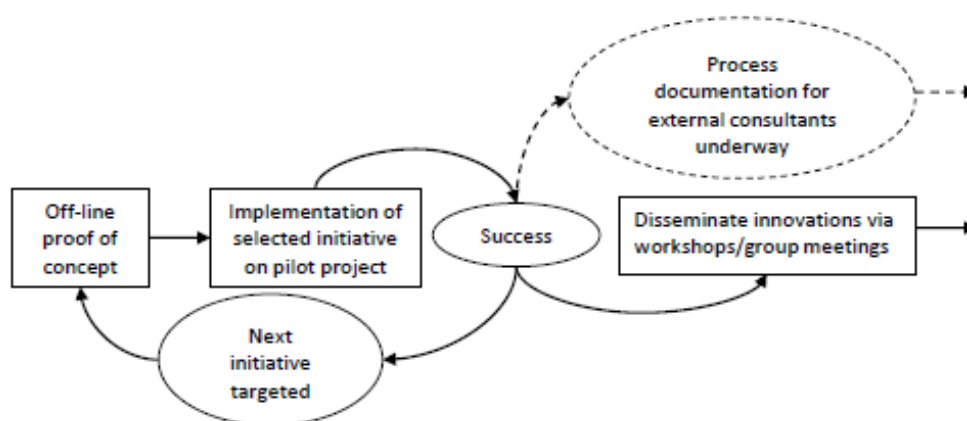 Process
documentation for
external consultants
underway
Off-line
proof of
concept
Implementation of
selected initiative
on pilot project
Success
Disseminate innovations via
workshops/group meetings
Next
initiative
targeted